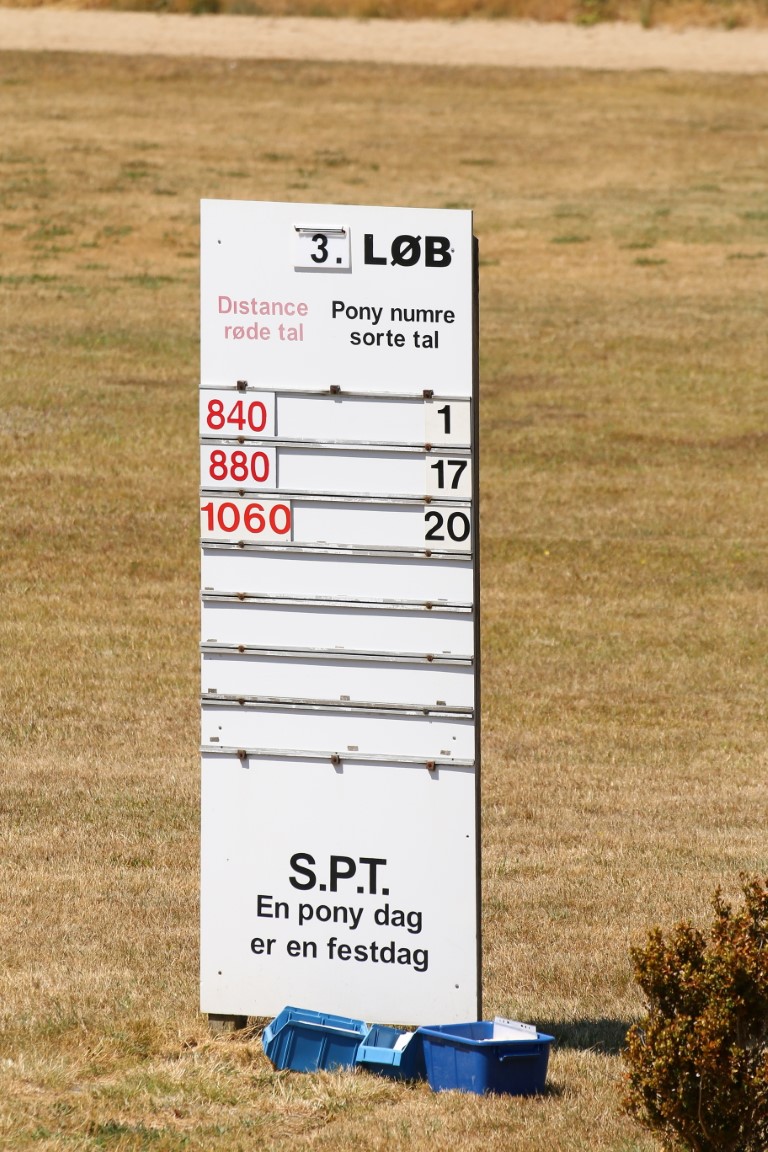 3. LØB
Distance Pony numre
røde tal sorte tal
840 1
880 17
1060 20
S.P.T.
En pony dag
er en festdag